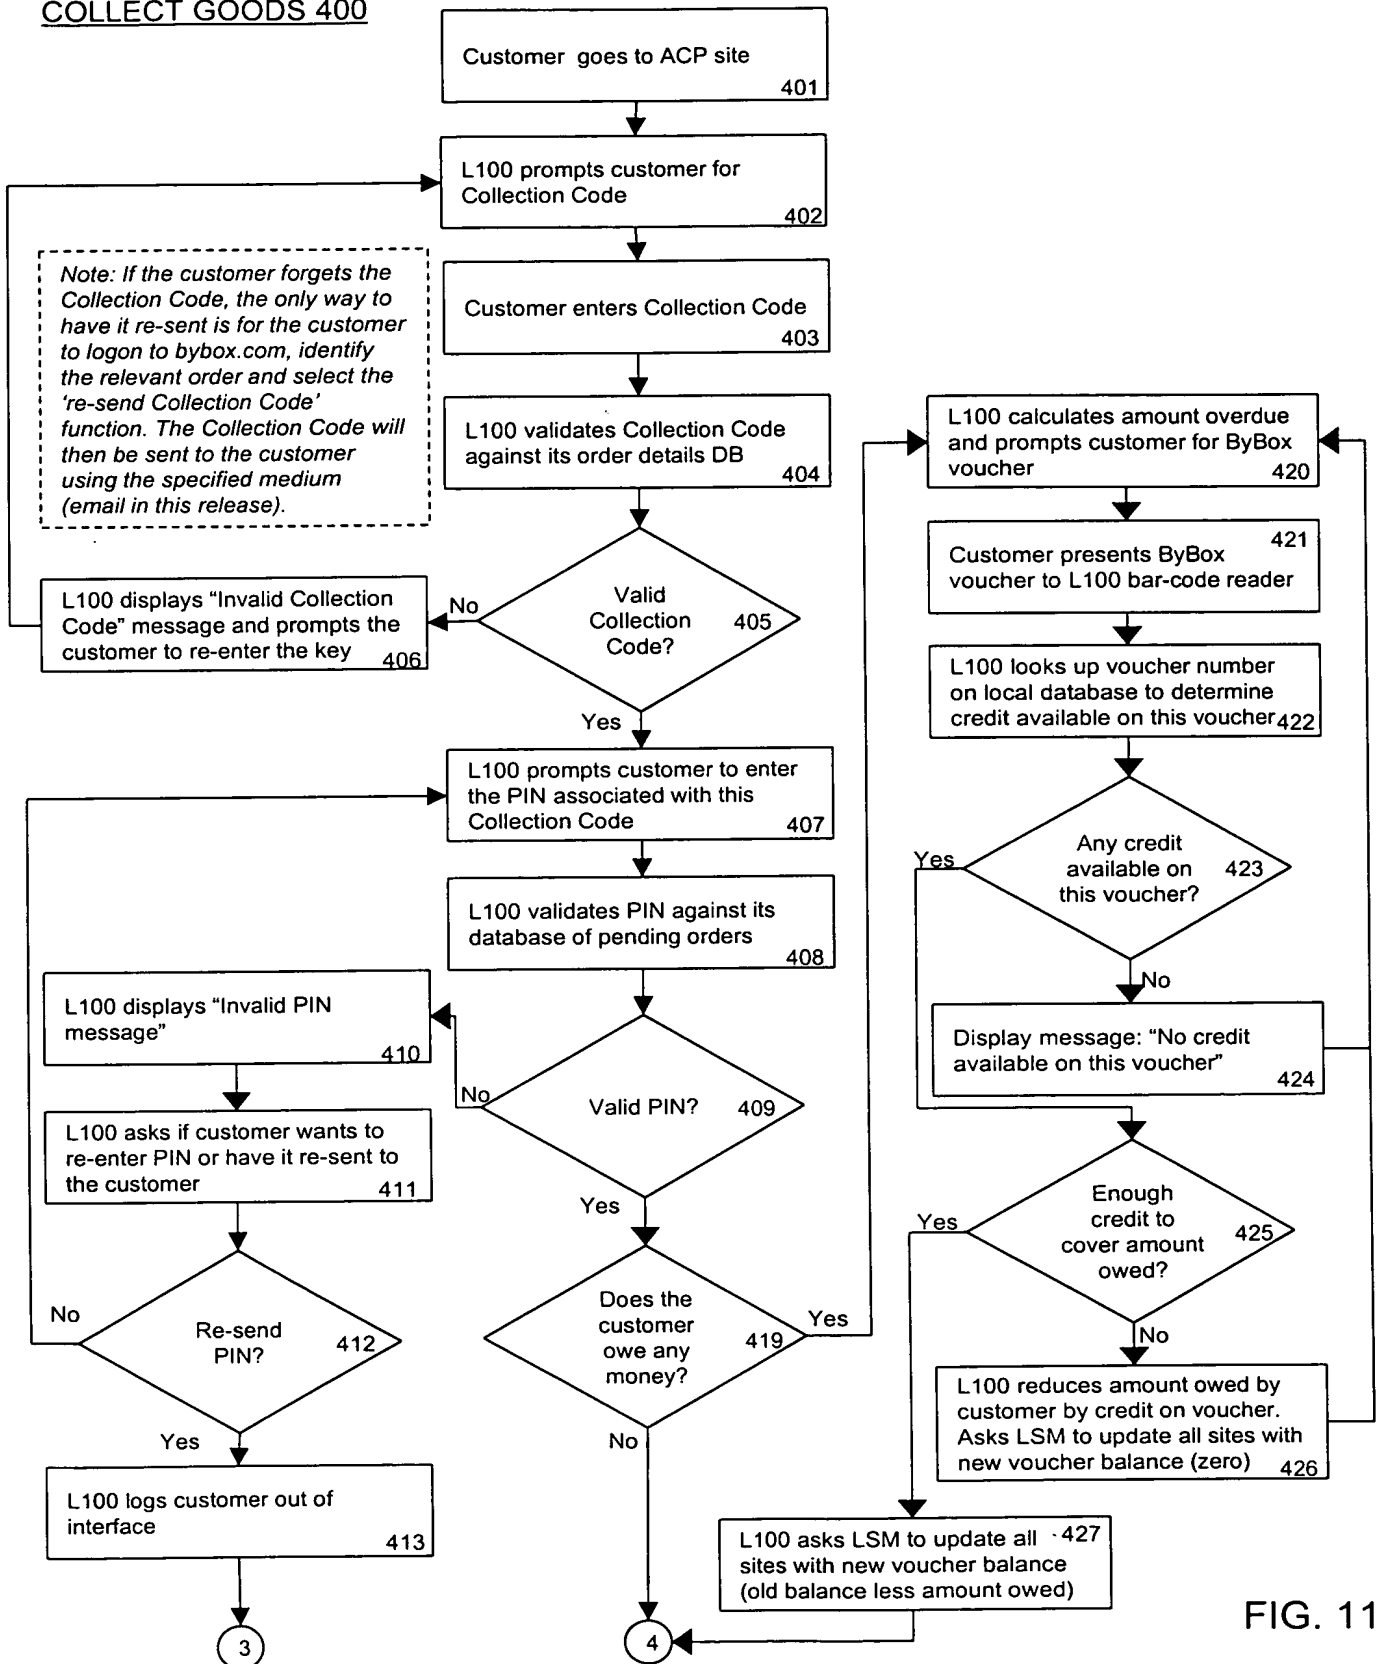 COLLECT GOODS 400
Customer goes to ACP site
401
L100 prompts customer for
Collection Code
402
Note: If the customer forgets the
Collection Code, the only way to
have it re-sent is for the customer
to logon to bybox.com, identify
the relevant order and select the
‘re-send Collection Code’
function. The Collection Code will
then be sent to the customer
using the specified medium
(email in this release).
Customer enters Collection Code
403
L100 validates Collection Code
against its order details DB
404
Valid
Collection
Code?
405
No
L100 displays “Invalid Collection
Code” message and prompts the
customer to re-enter the key
406
Yes
L100 prompts customer to enter
the PIN associated with this
Collection Code
407
L100 validates PIN against its
database of pending orders
408
Valid PIN?
409
No
L100 displays “Invalid PIN
message”
410
L100 asks if customer wants to
re-enter PIN or have it re-sent to
the customer
411
Re-send
PIN?
412
No
Yes
L100 logs customer out of
interface
413
3
Yes
Does the
customer
owe any
money?
419
Yes
No
4
L100 calculates amount overdue
and prompts customer for ByBox
voucher
420
421
Customer presents ByBox
voucher to L100 bar-code reader
L100 looks up voucher number
on local database to determine
credit available on this voucher
422
Any credit
available on
this voucher?
423
Yes
No
Display message: “No credit
available on this voucher”
424
Enough
credit to
cover amount
owed?
425
Yes
No
L100 reduces amount owed by
customer by credit on voucher.
Asks LSM to update all sites with
new voucher balance (zero)
426
L100 asks LSM to update all
sites with new voucher balance
(old balance less amount owed)
427
FIG. 11